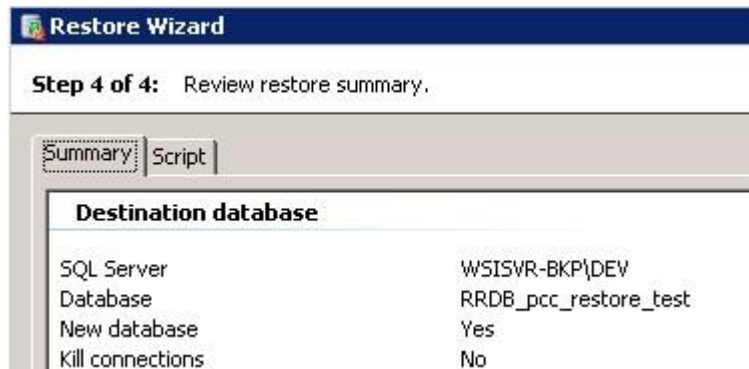 Restore Wizard
Step 4 of 4: Review restore summary.
Summary Script
Destination database
SQL Server WSISVR-BKP\DEV
Database RRDB_pcc_restore_test
New database Yes
Kill connections No